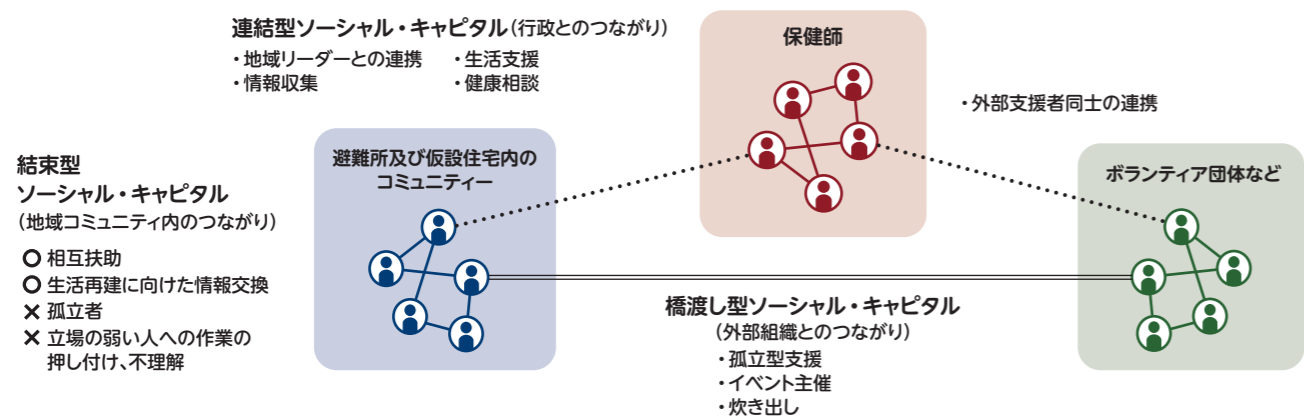 連結型ソーシャル・キャピタル(行政とのつながり)
・地域リーダーとの連携 ・生活支援
・情報収集 ・健康相談
保健師
・外部支援者同士の連携
結束型
ソーシャル・キャピタル
(地域コミュニティ内のつながり)
○ 相互扶助
○ 生活再建に向けた情報交換
× 孤立者
× 立場の弱い人への作業の
押し付け、不理解
避難所及び仮設住宅内の
コミュニティー
ボランティア団体など
橋渡し型ソーシャル・キャピタル
(外部組織とのつながり)
・孤立型支援
・イベント主催
・炊き出し